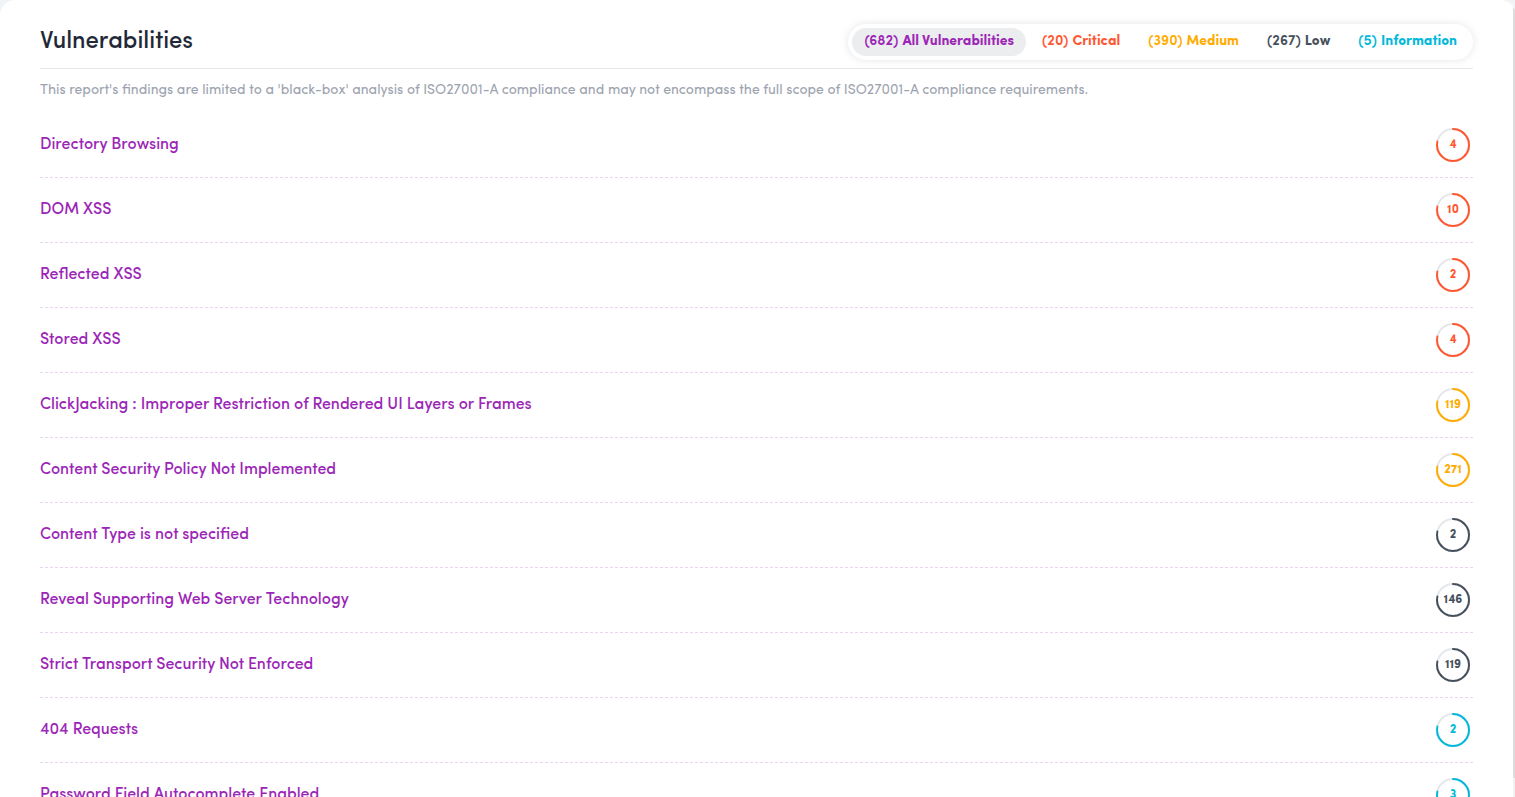 Vulnerabilities
(682) All Vulnerabilities (20) Critical (390) Medium (267) Low (5) Information
This report's findings are limited to a 'black-box' analysis of ISO27001-A compliance and may not encompass the full scope of ISO27001-A compliance requirements.
Directory Browsing 4
DOM XSS 10
Reflected XSS 2
Stored XSS 4
ClickJacking : Improper Restriction of Rendered UI Layers or Frames 119
Content Security Policy Not Implemented 271
Content Type is not specified 2
Reveal Supporting Web Server Technology 146
Strict Transport Security Not Enforced 119
404 Requests 2
Password Field Autocomplete Enabled 3